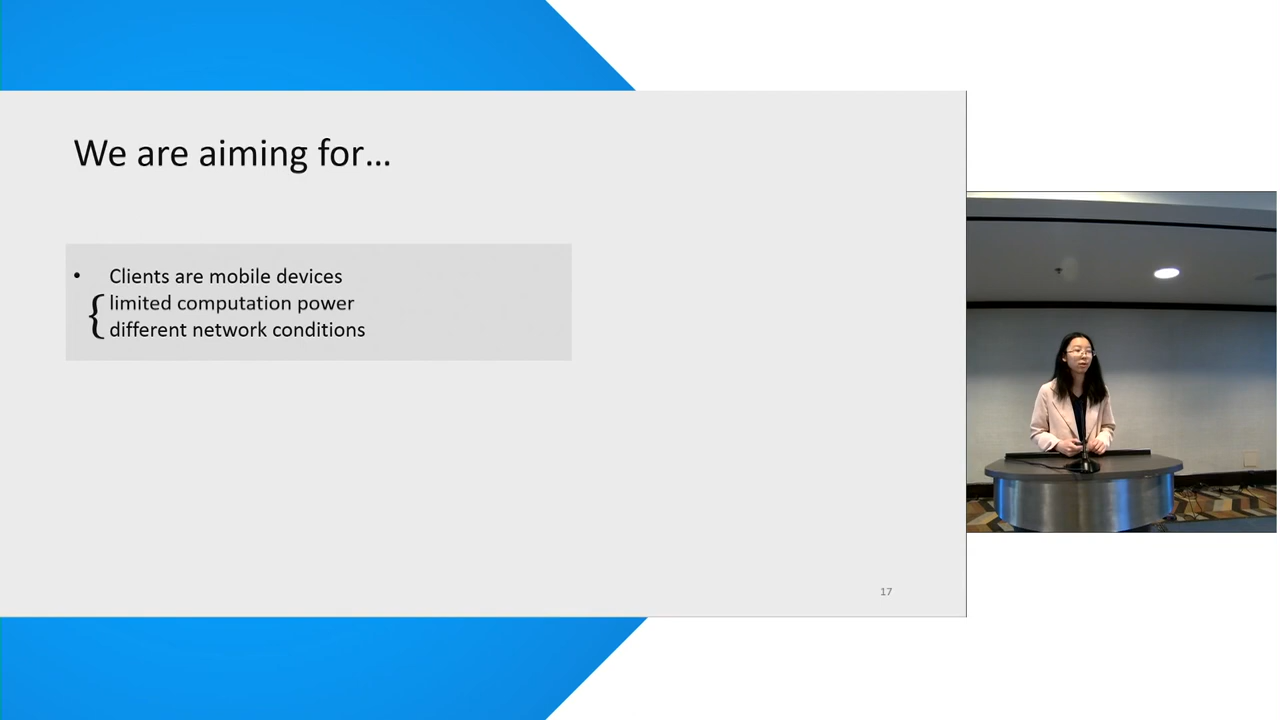 We are aiming for…
• Clients are mobile devices
{ limited computation power
different network conditions
17